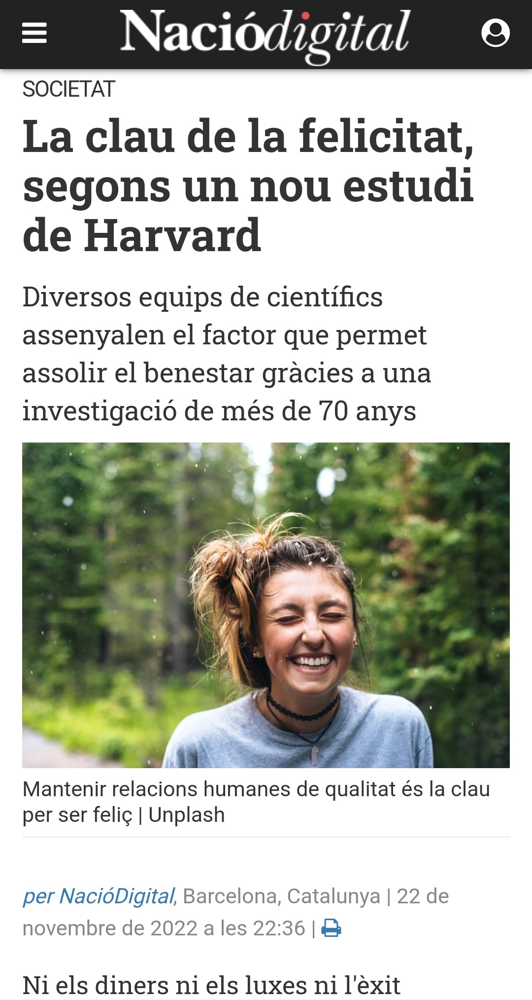 Nació digital
SOCIETAT
La clau de la felicitat,
segons un nou estudi
de Harvard
Diversos equips de científics
assenyalen el factor que permet
assolir el benestar gràcies a una
investigació de més de 70 anys
Mantenir relacions humanes de qualitat és la clau
per ser feliç | Unplash
per NacióDigital, Barcelona, Catalunya | 22 de
novembre de 2022 a les 22:36 |
Ni els diners ni els luxes ni l'èxit